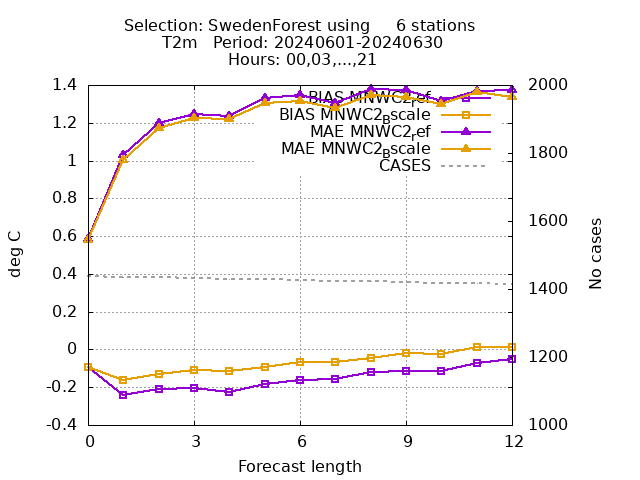 Selection: SwedenForest using     6 stations
T2m   Period: 20240601-20240630
Hours: 00,03,...,21
BIAS MNWC2_ref
BIAS MNWC2_Bscale
MAE MNWC2_ref
MAE MNWC2_Bscale
CASES
1.4
1.2
1
0.8
0.6
0.4
0.2
0
-0.2
-0.4
deg C
2000
1800
1600
1400
1200
1000
No cases
0 3 6 9 12
Forecast length